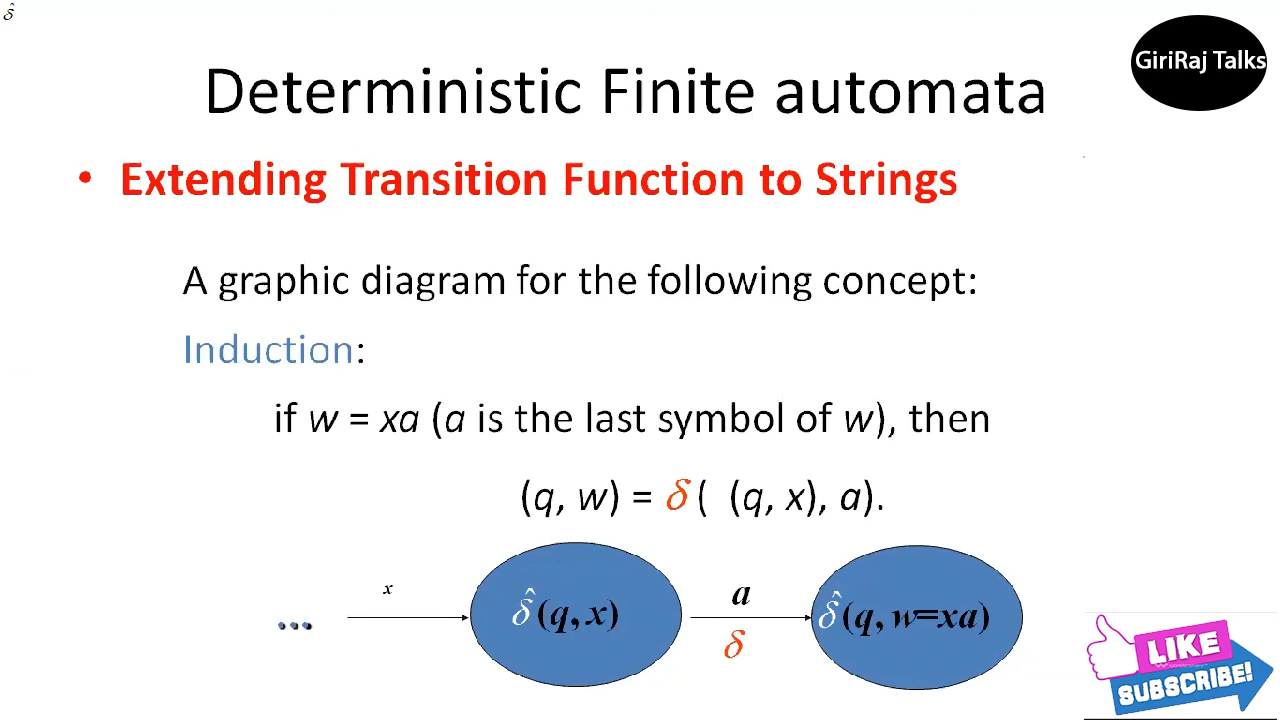 δ̂
GiriRaj Talks
Deterministic Finite automata
• Extending Transition Function to Strings
A graphic diagram for the following concept:
Induction:
if w = xa (a is the last symbol of w), then
(q, w) = δ ( (q, x), a).
x
a
... δ̂ (q, x) δ δ̂ (q, w=xa)
LIKE
SUBSCRIBE!